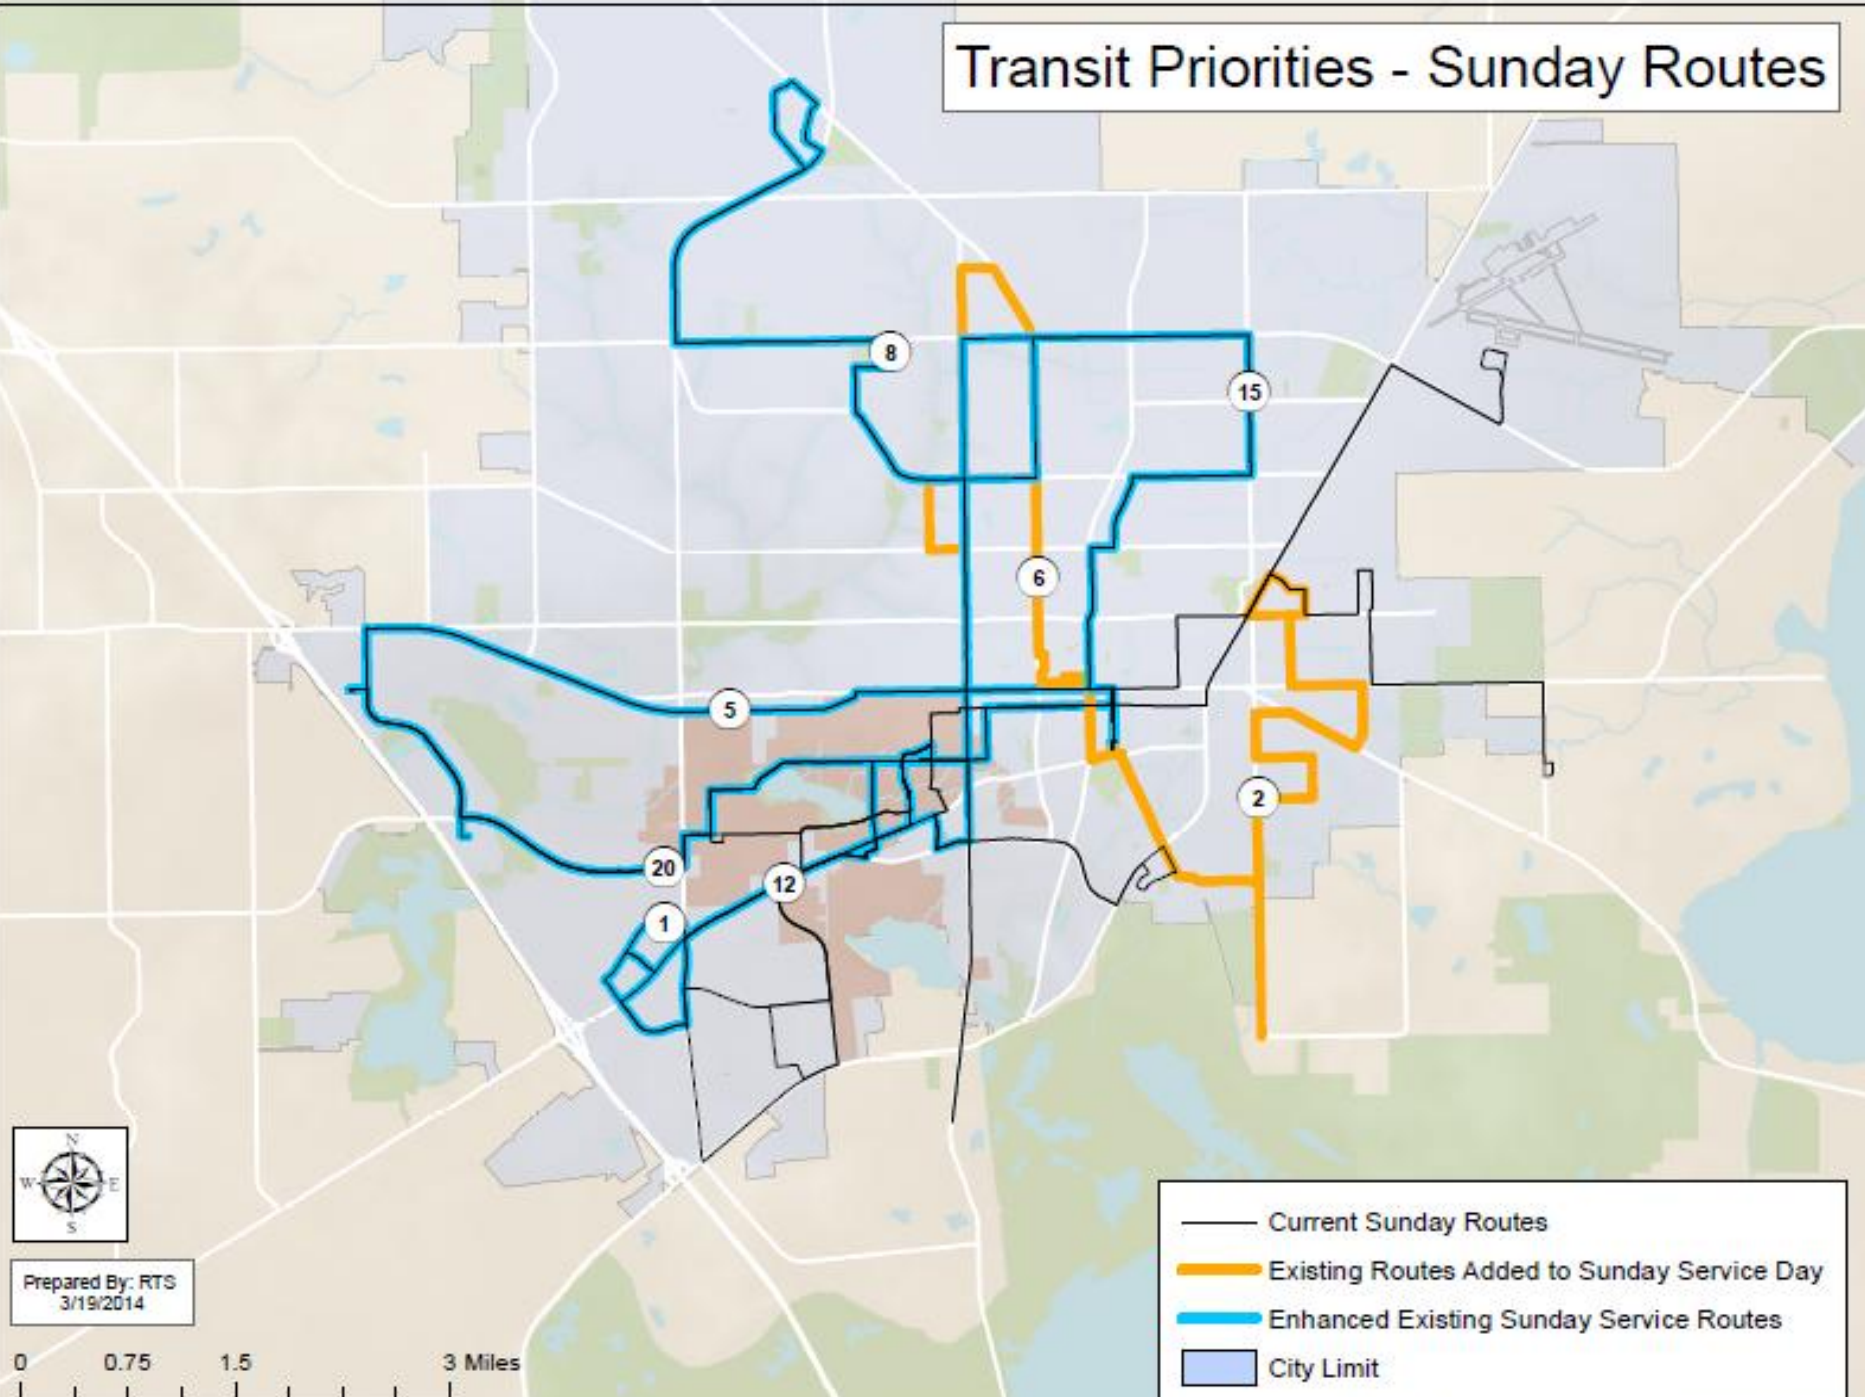 Transit Priorities - Sunday Routes
8
15
6
5
2
20
12
1
N
W E
S
Prepared By: RTS
3/19/2014
0 0.75 1.5 3 Miles
Current Sunday Routes
Existing Routes Added to Sunday Service Day
Enhanced Existing Sunday Service Routes
City Limit